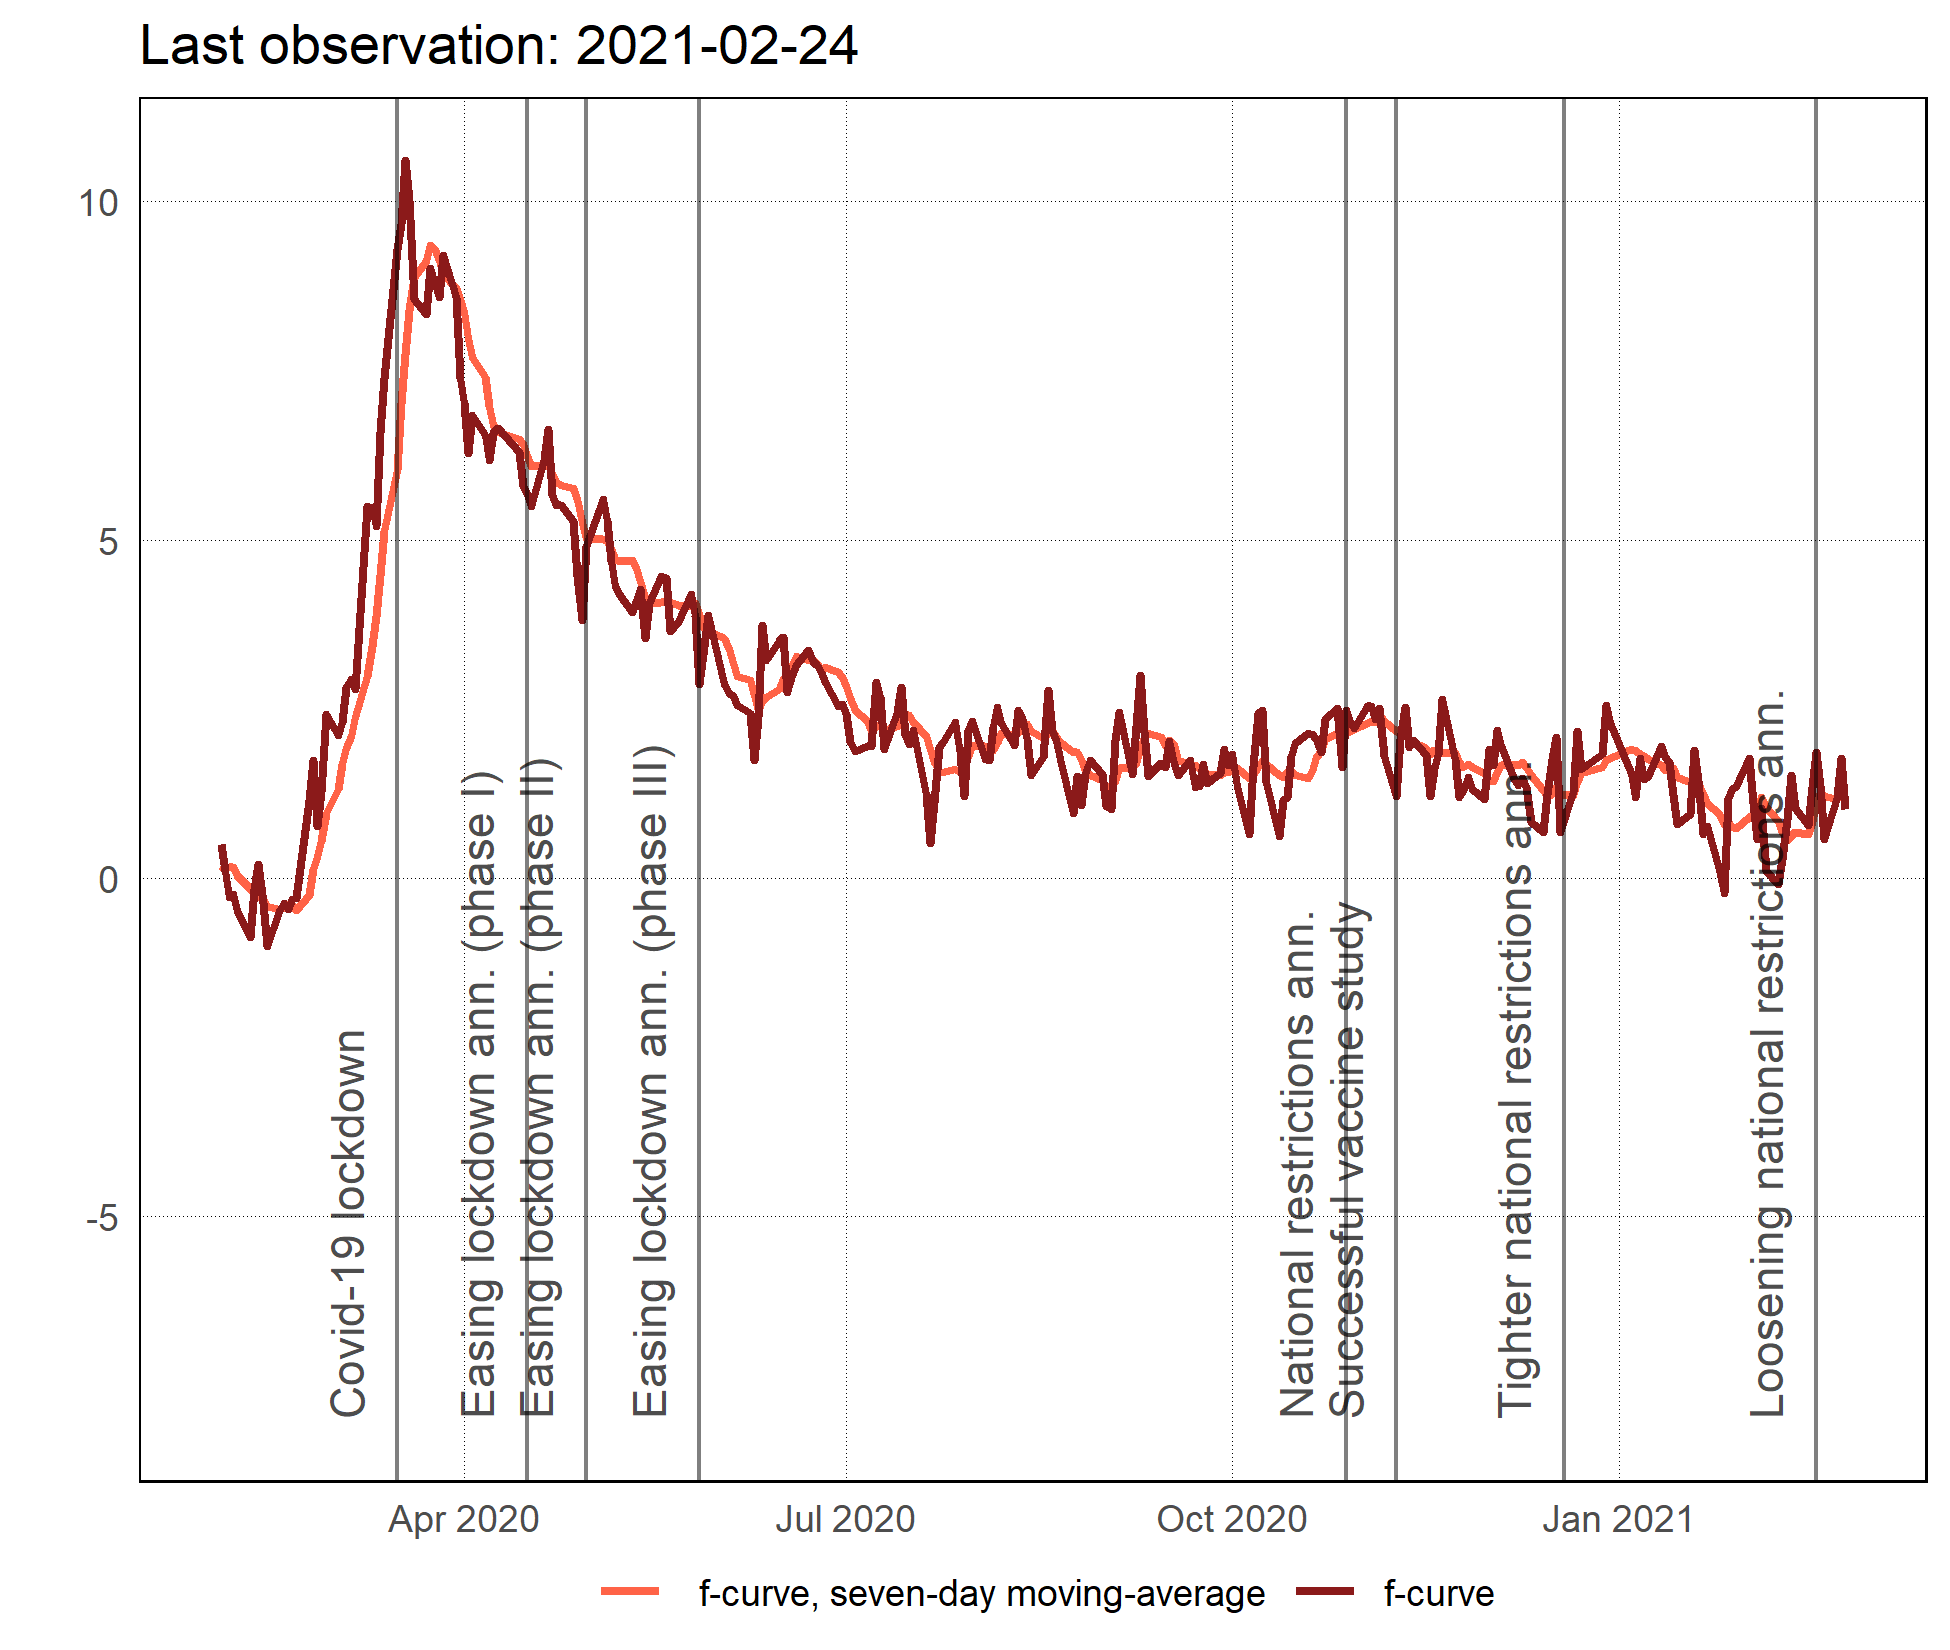 Last observation: 2021-02-24
10
5
0
-5
Covid-19 lockdown
Easing lockdown ann. (phase I)
Easing lockdown ann. (phase II)
Easing lockdown ann. (phase III)
National restrictions ann.
Successful vaccine study
Tighter national restrictions ann.
Loosening national restrictions ann.
Apr 2020
Jul 2020
Oct 2020
Jan 2021
f-curve, seven-day moving-average
f-curve